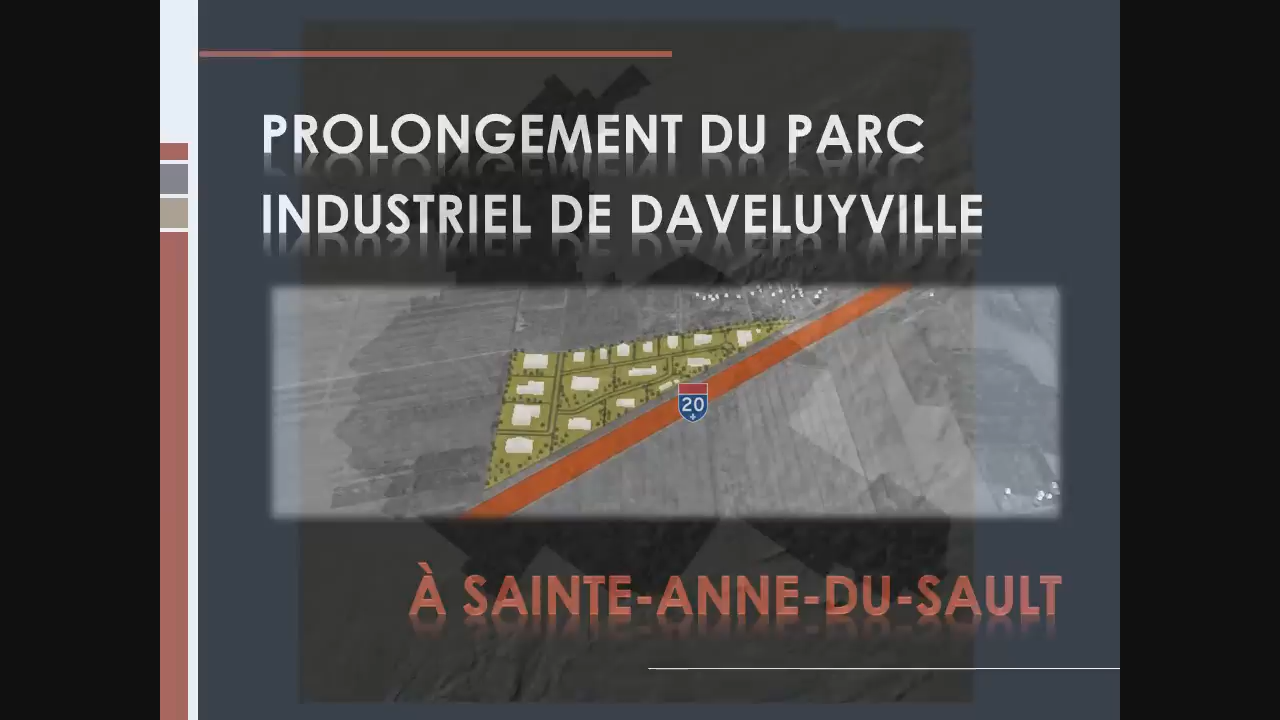 PROLONGEMENT DU PARC
INDUSTRIEL DE DAVELUYVILLE
20
À SAINTE-ANNE-DU-SAULT